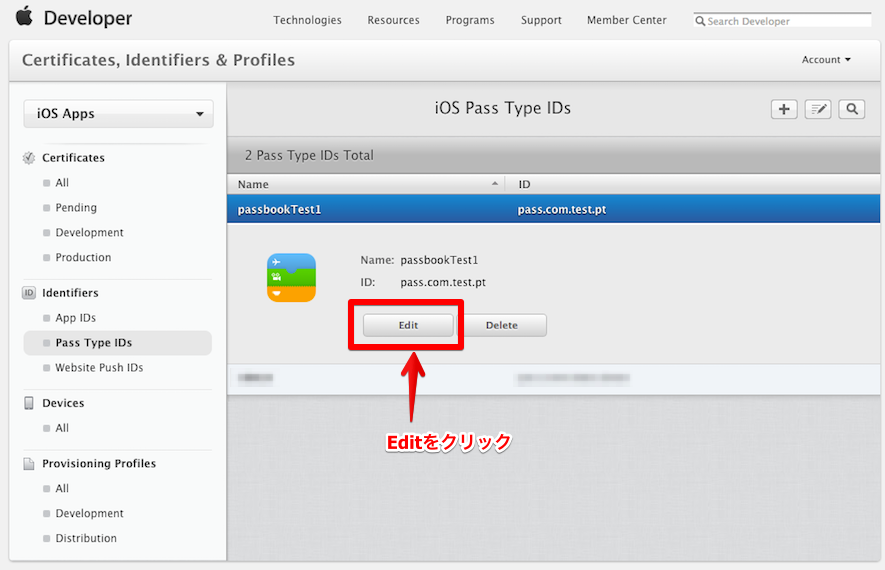 Developer
Technologies Resources Programs Support Member Center Search Developer
Certificates, Identifiers & Profiles
Account
iOS Apps
Certificates
All
Pending
Development
Production
ID Identifiers
App IDs
Pass Type IDs
Website Push IDs
Devices
All
Provisioning Profiles
All
Development
Distribution
iOS Pass Type IDs
2 Pass Type IDs Total
Name ID
passbookTest1 pass.com.test.pt
Name: passbookTest1
ID: pass.com.test.pt
Edit Delete
Editをクリック